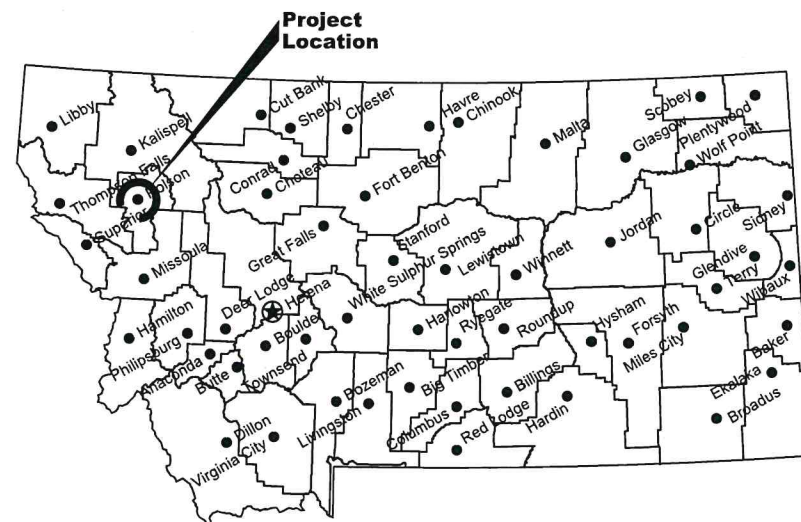 Project
Location
Libby
Kalispell
Cut Bank
Shelby
Chester
Havre
Chinook
Malta
Glasgow
Scobey
Plentywood
Wolf Point
Thompson Falls
Polson
Superior
Conrad
Choteau
Fort Benton
Missoula
Great Falls
Stanford
Lewistown
Winnett
Jordan
Circle
Sidney
Glendive
Terry
Wibaux
Deer Lodge
Helena
White Sulphur Springs
Hamilton
Philipsburg
Anaconda
Butte
Boulder
Townsend
Harlowton
Ryegate
Roundup
Hysham
Forsyth
Miles City
Baker
Ekalaka
Broadus
Bozeman
Livingston
Big Timber
Columbus
Billings
Red Lodge
Hardin
Dillon
Virginia City